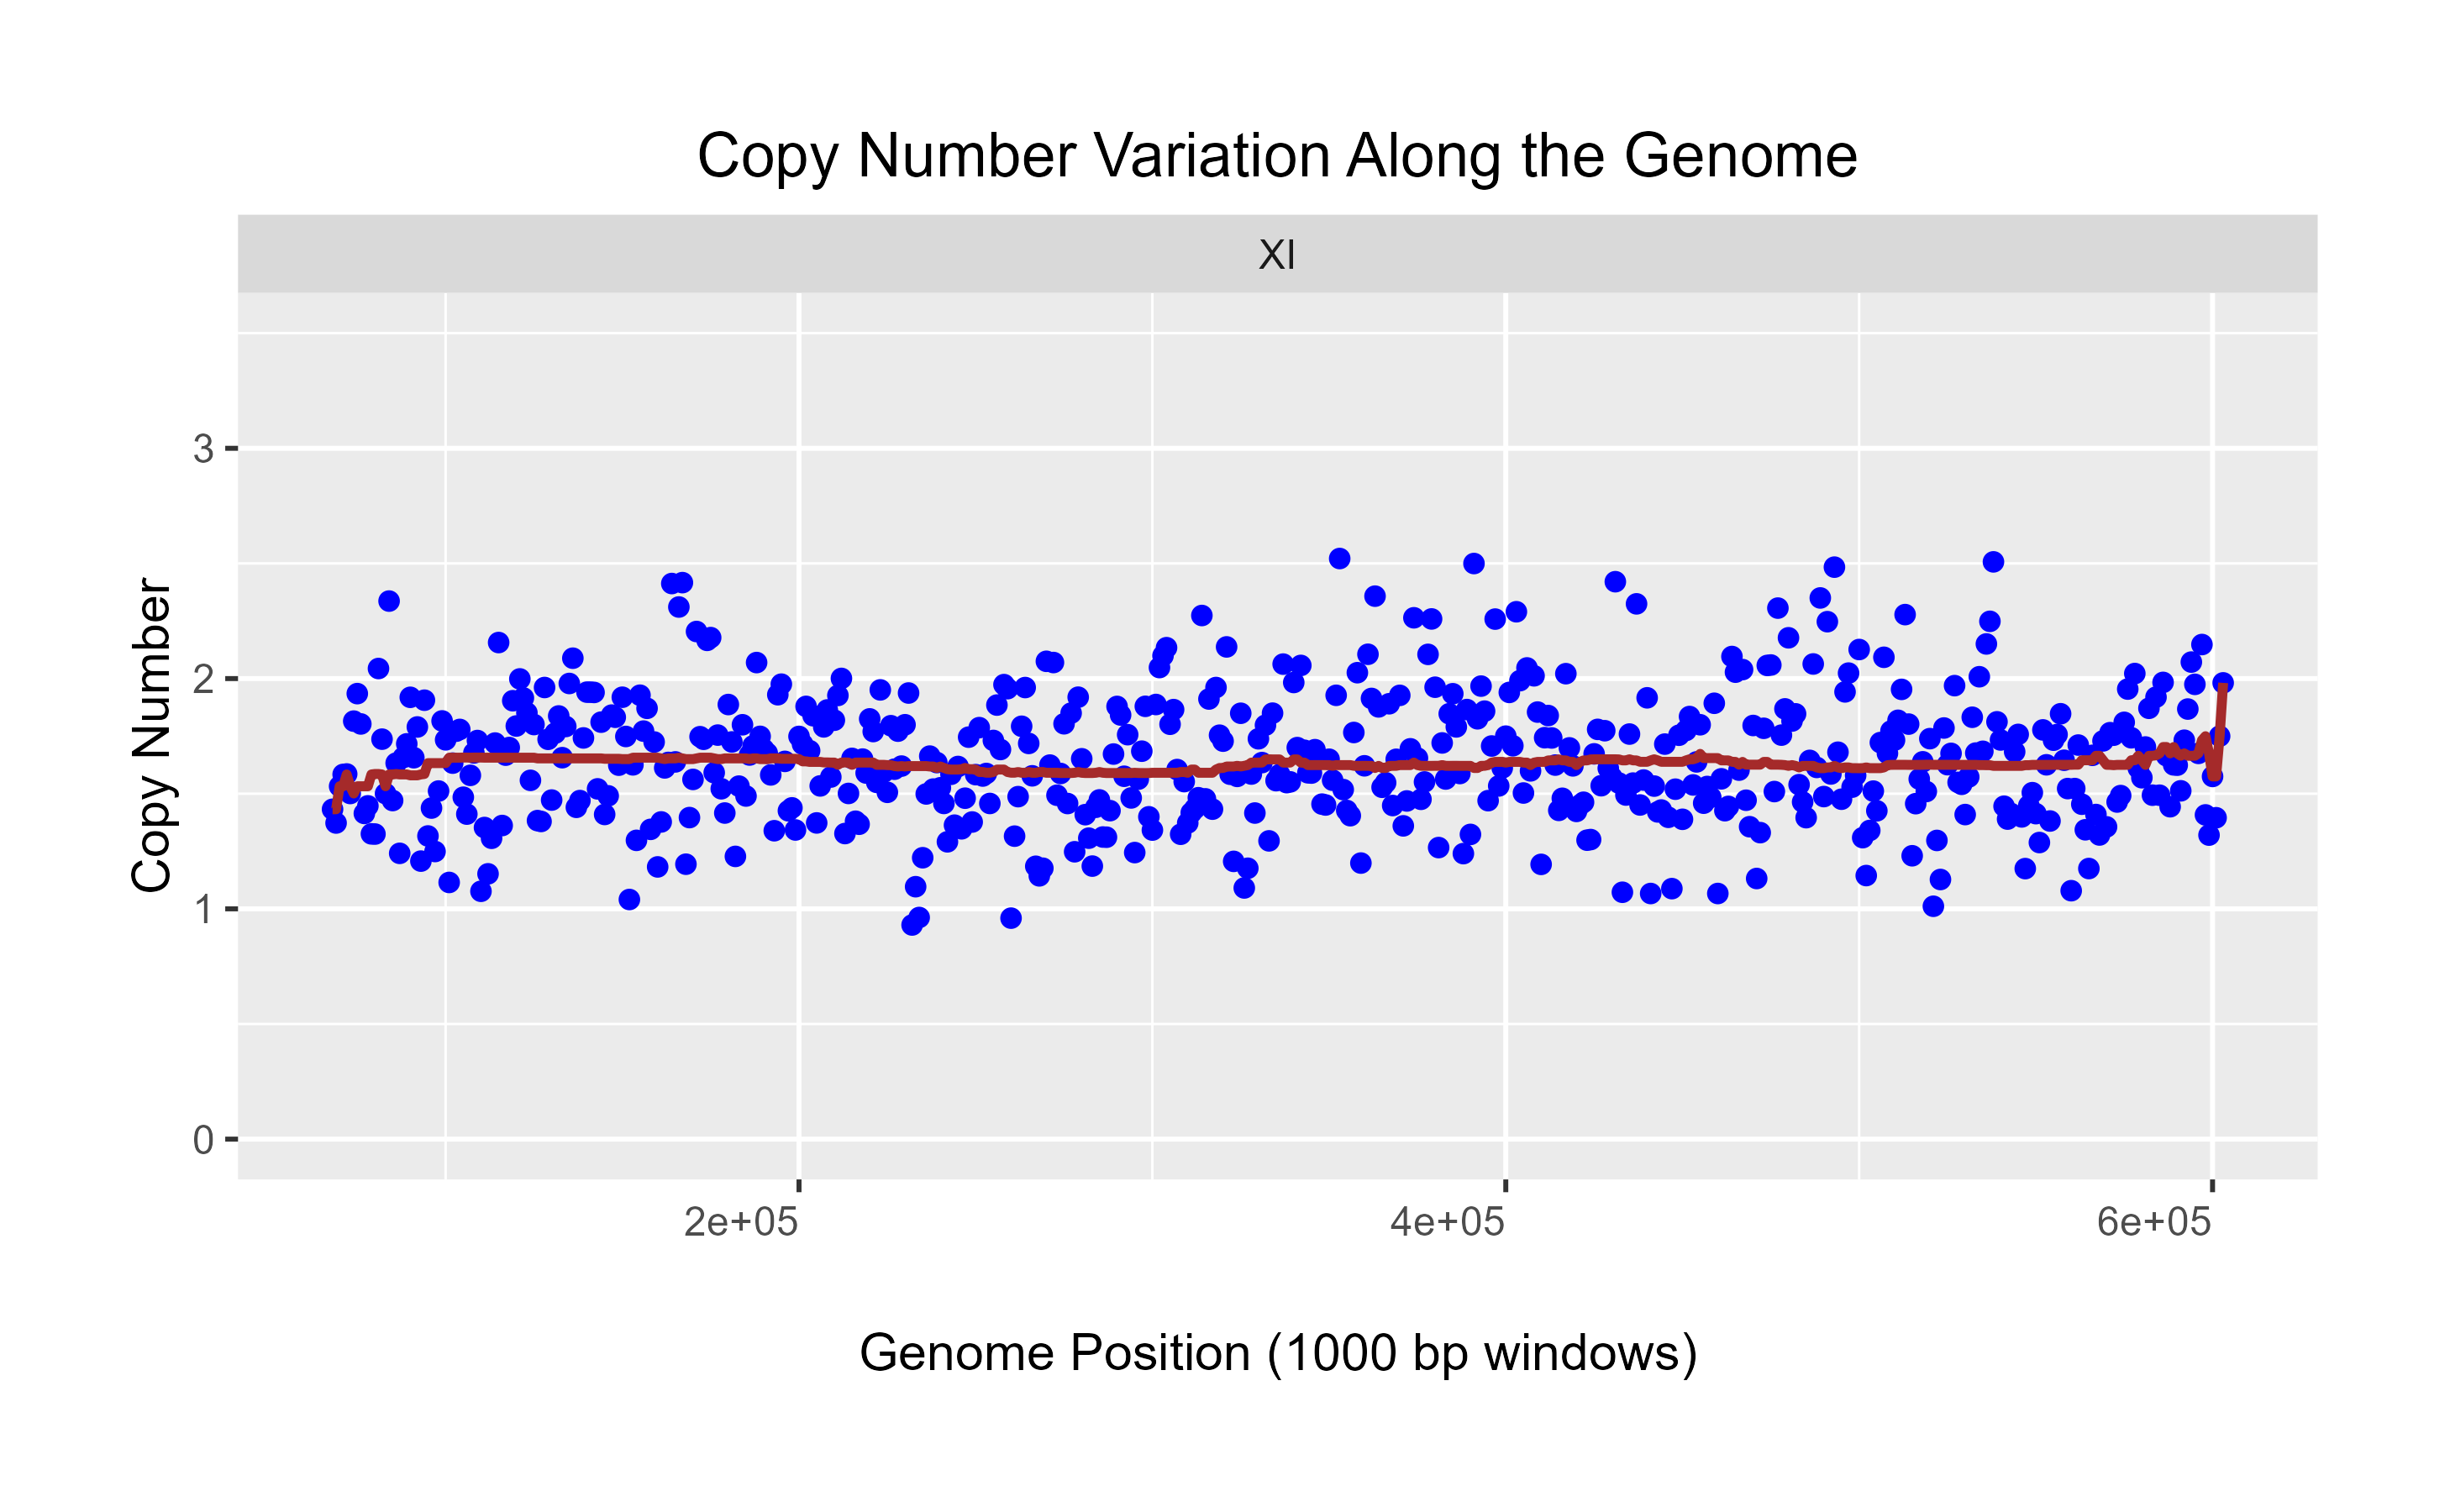 Copy Number Variation Along the Genome
XI
Copy Number
3
2
1
0
2e+05
4e+05
6e+05
Genome Position (1000 bp windows)